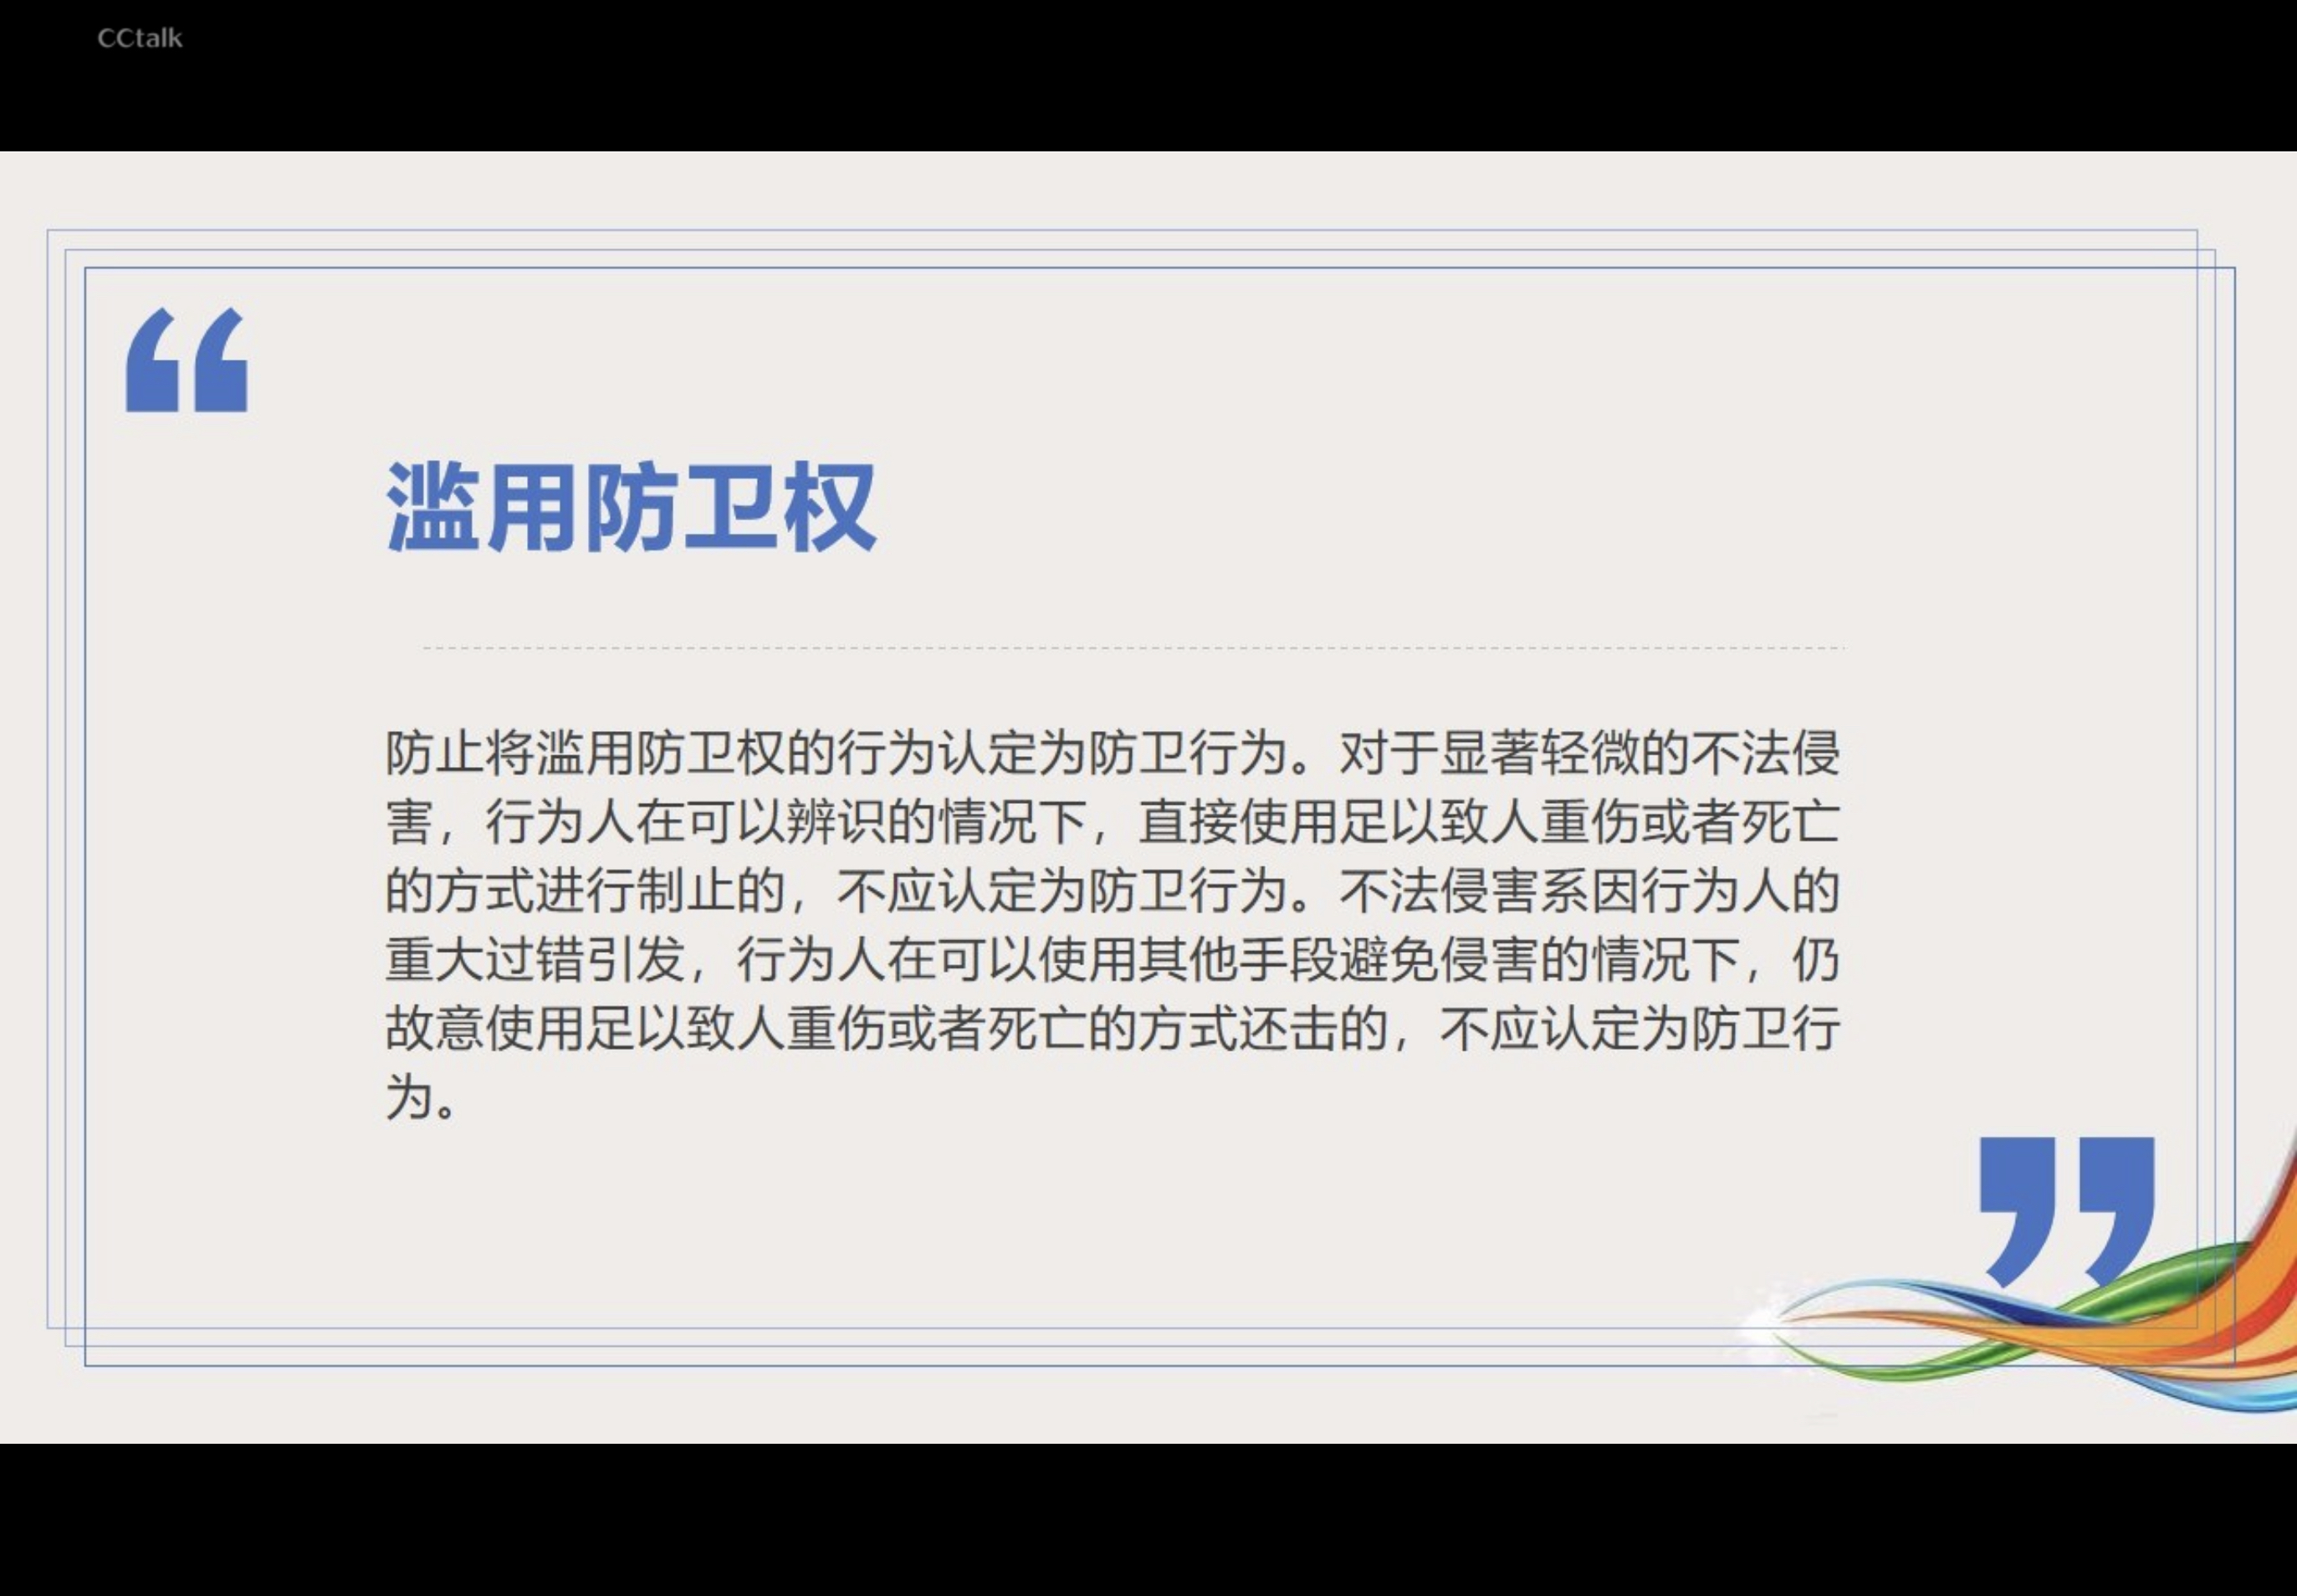 CCtalk
“
滥用防卫权
防止将滥用防卫权的行为认定为防卫行为。对于显著轻微的不法侵
害，行为人在可以辨识的情况下，直接使用足以致人重伤或者死亡
的方式进行制止的，不应认定为防卫行为。不法侵害系因行为人的
重大过错引发，行为人在可以使用其他手段避免侵害的情况下，仍
故意使用足以致人重伤或者死亡的方式还击的，不应认定为防卫行
为。
”